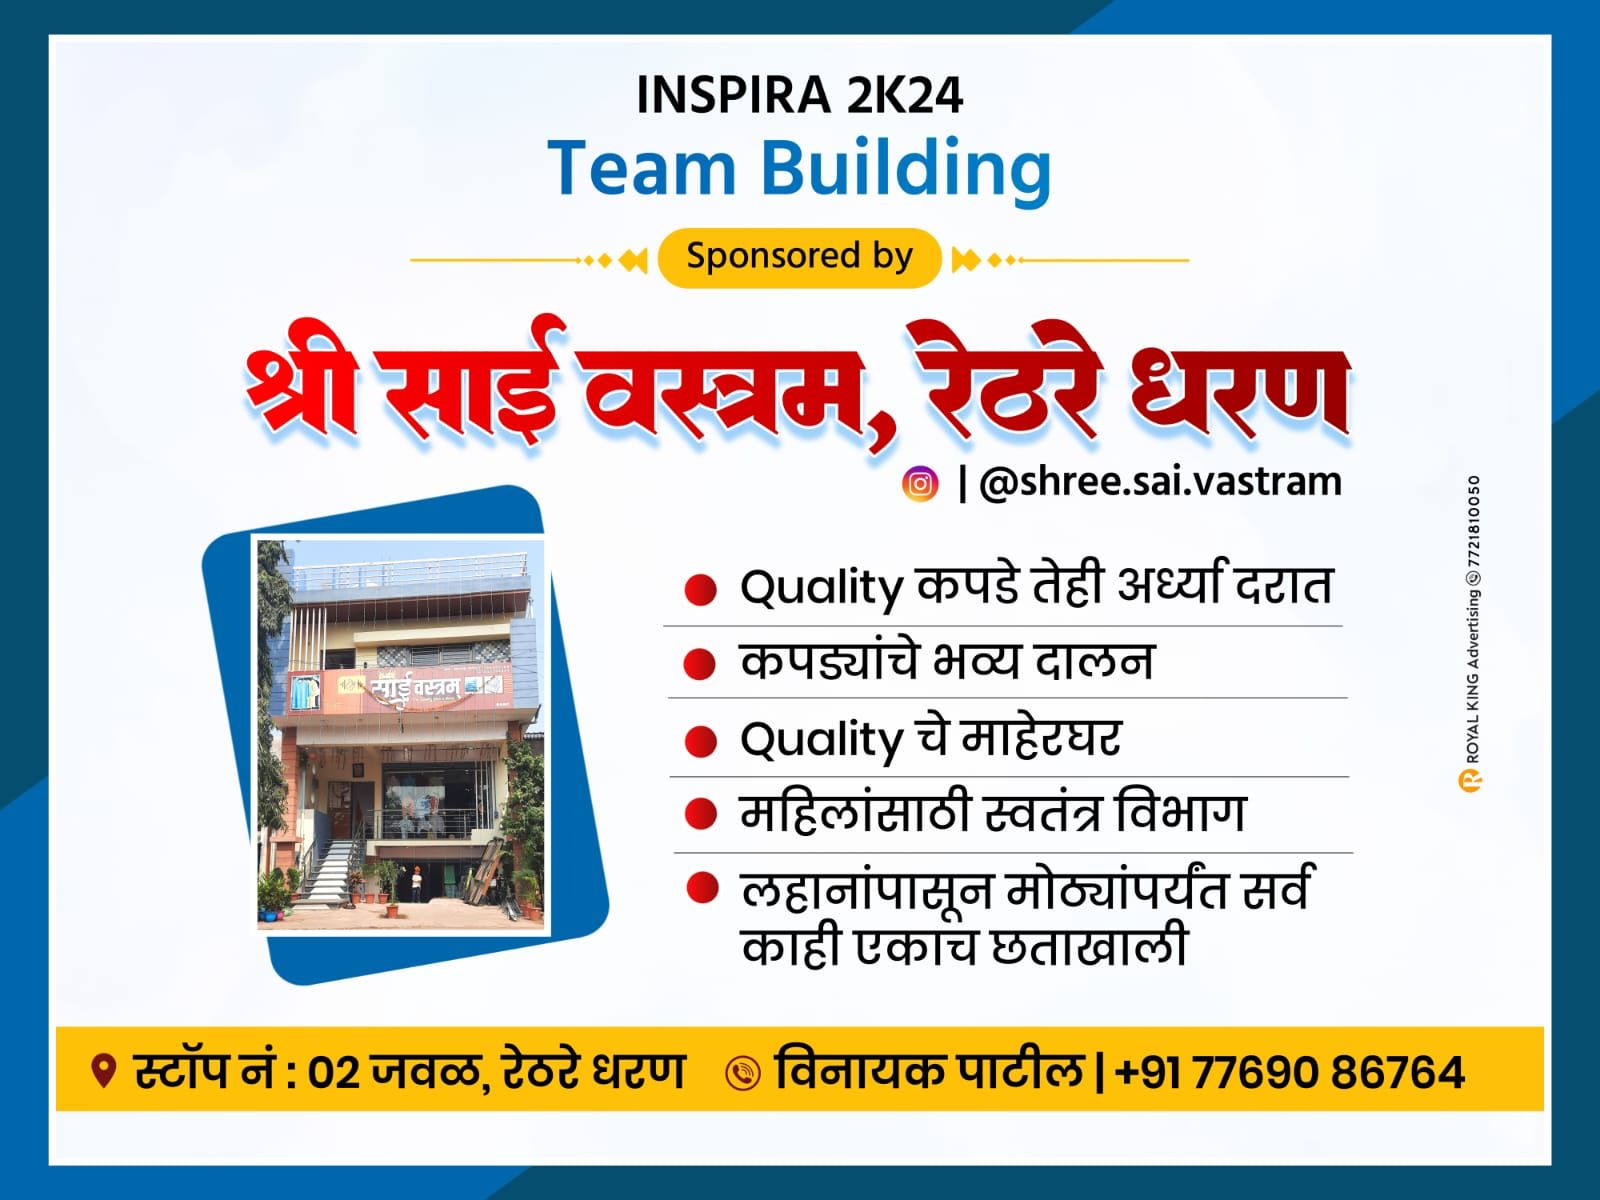 INSPIRA 2K24
Team Building
Sponsored by
श्री साई वस्त्रम, रेठरे धरण
| @shree.sai.vastram
साई वस्त्रम्
Quality कपडे तेही अर्ध्या दरात
कपड्यांचे भव्य दालन
Quality चे माहेरघर
महिलांसाठी स्वतंत्र विभाग
लहानांपासून मोठ्यांपर्यंत सर्व
काही एकाच छताखाली
ROYAL KING Advertising 7721810050
स्टॉप नं : 02 जवळ, रेठरे धरण
विनायक पाटील | +91 77690 86764